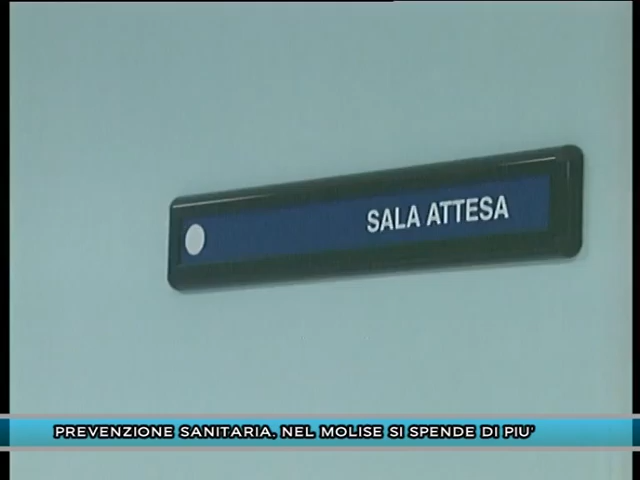 SALA ATTESA
PREVENZIONE SANITARIA. NEL MOLISE SI SPENDE DI PIU'